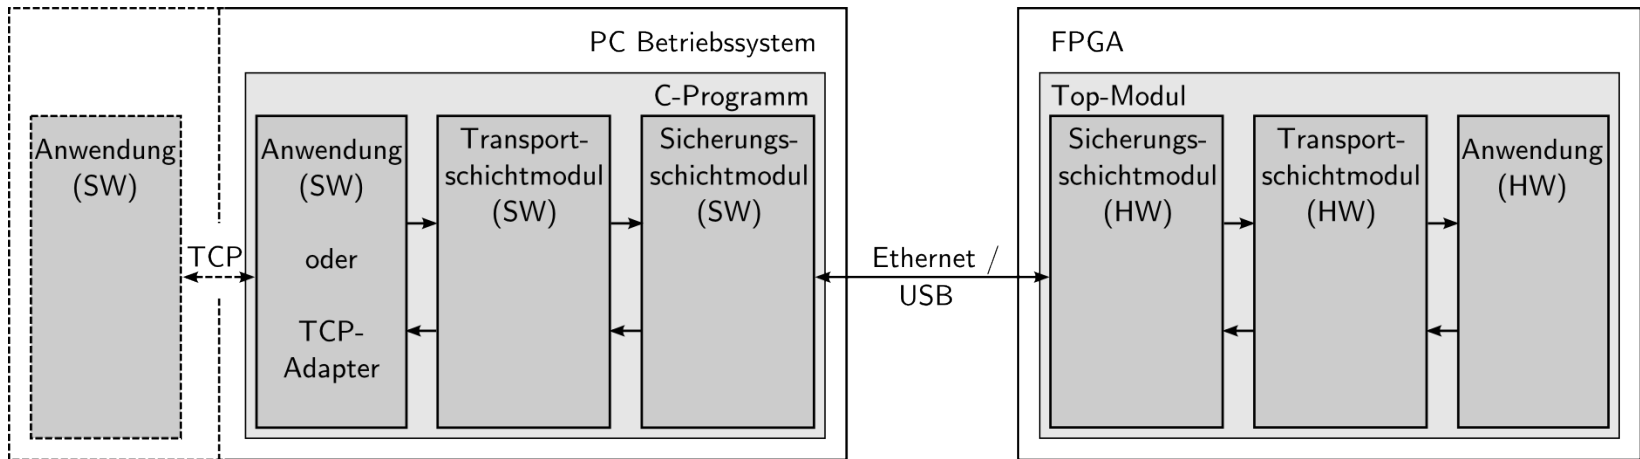 PC Betriebssystem
C-Programm
Anwendung
(SW)
TCP
Anwendung
(SW)
oder
TCP-
Adapter
Transport-
schichtmodul
(SW)
Sicherungs-
schichtmodul
(SW)
Ethernet /
USB
FPGA
Top-Modul
Sicherungs-
schichtmodul
(HW)
Transport-
schichtmodul
(HW)
Anwendung
(HW)